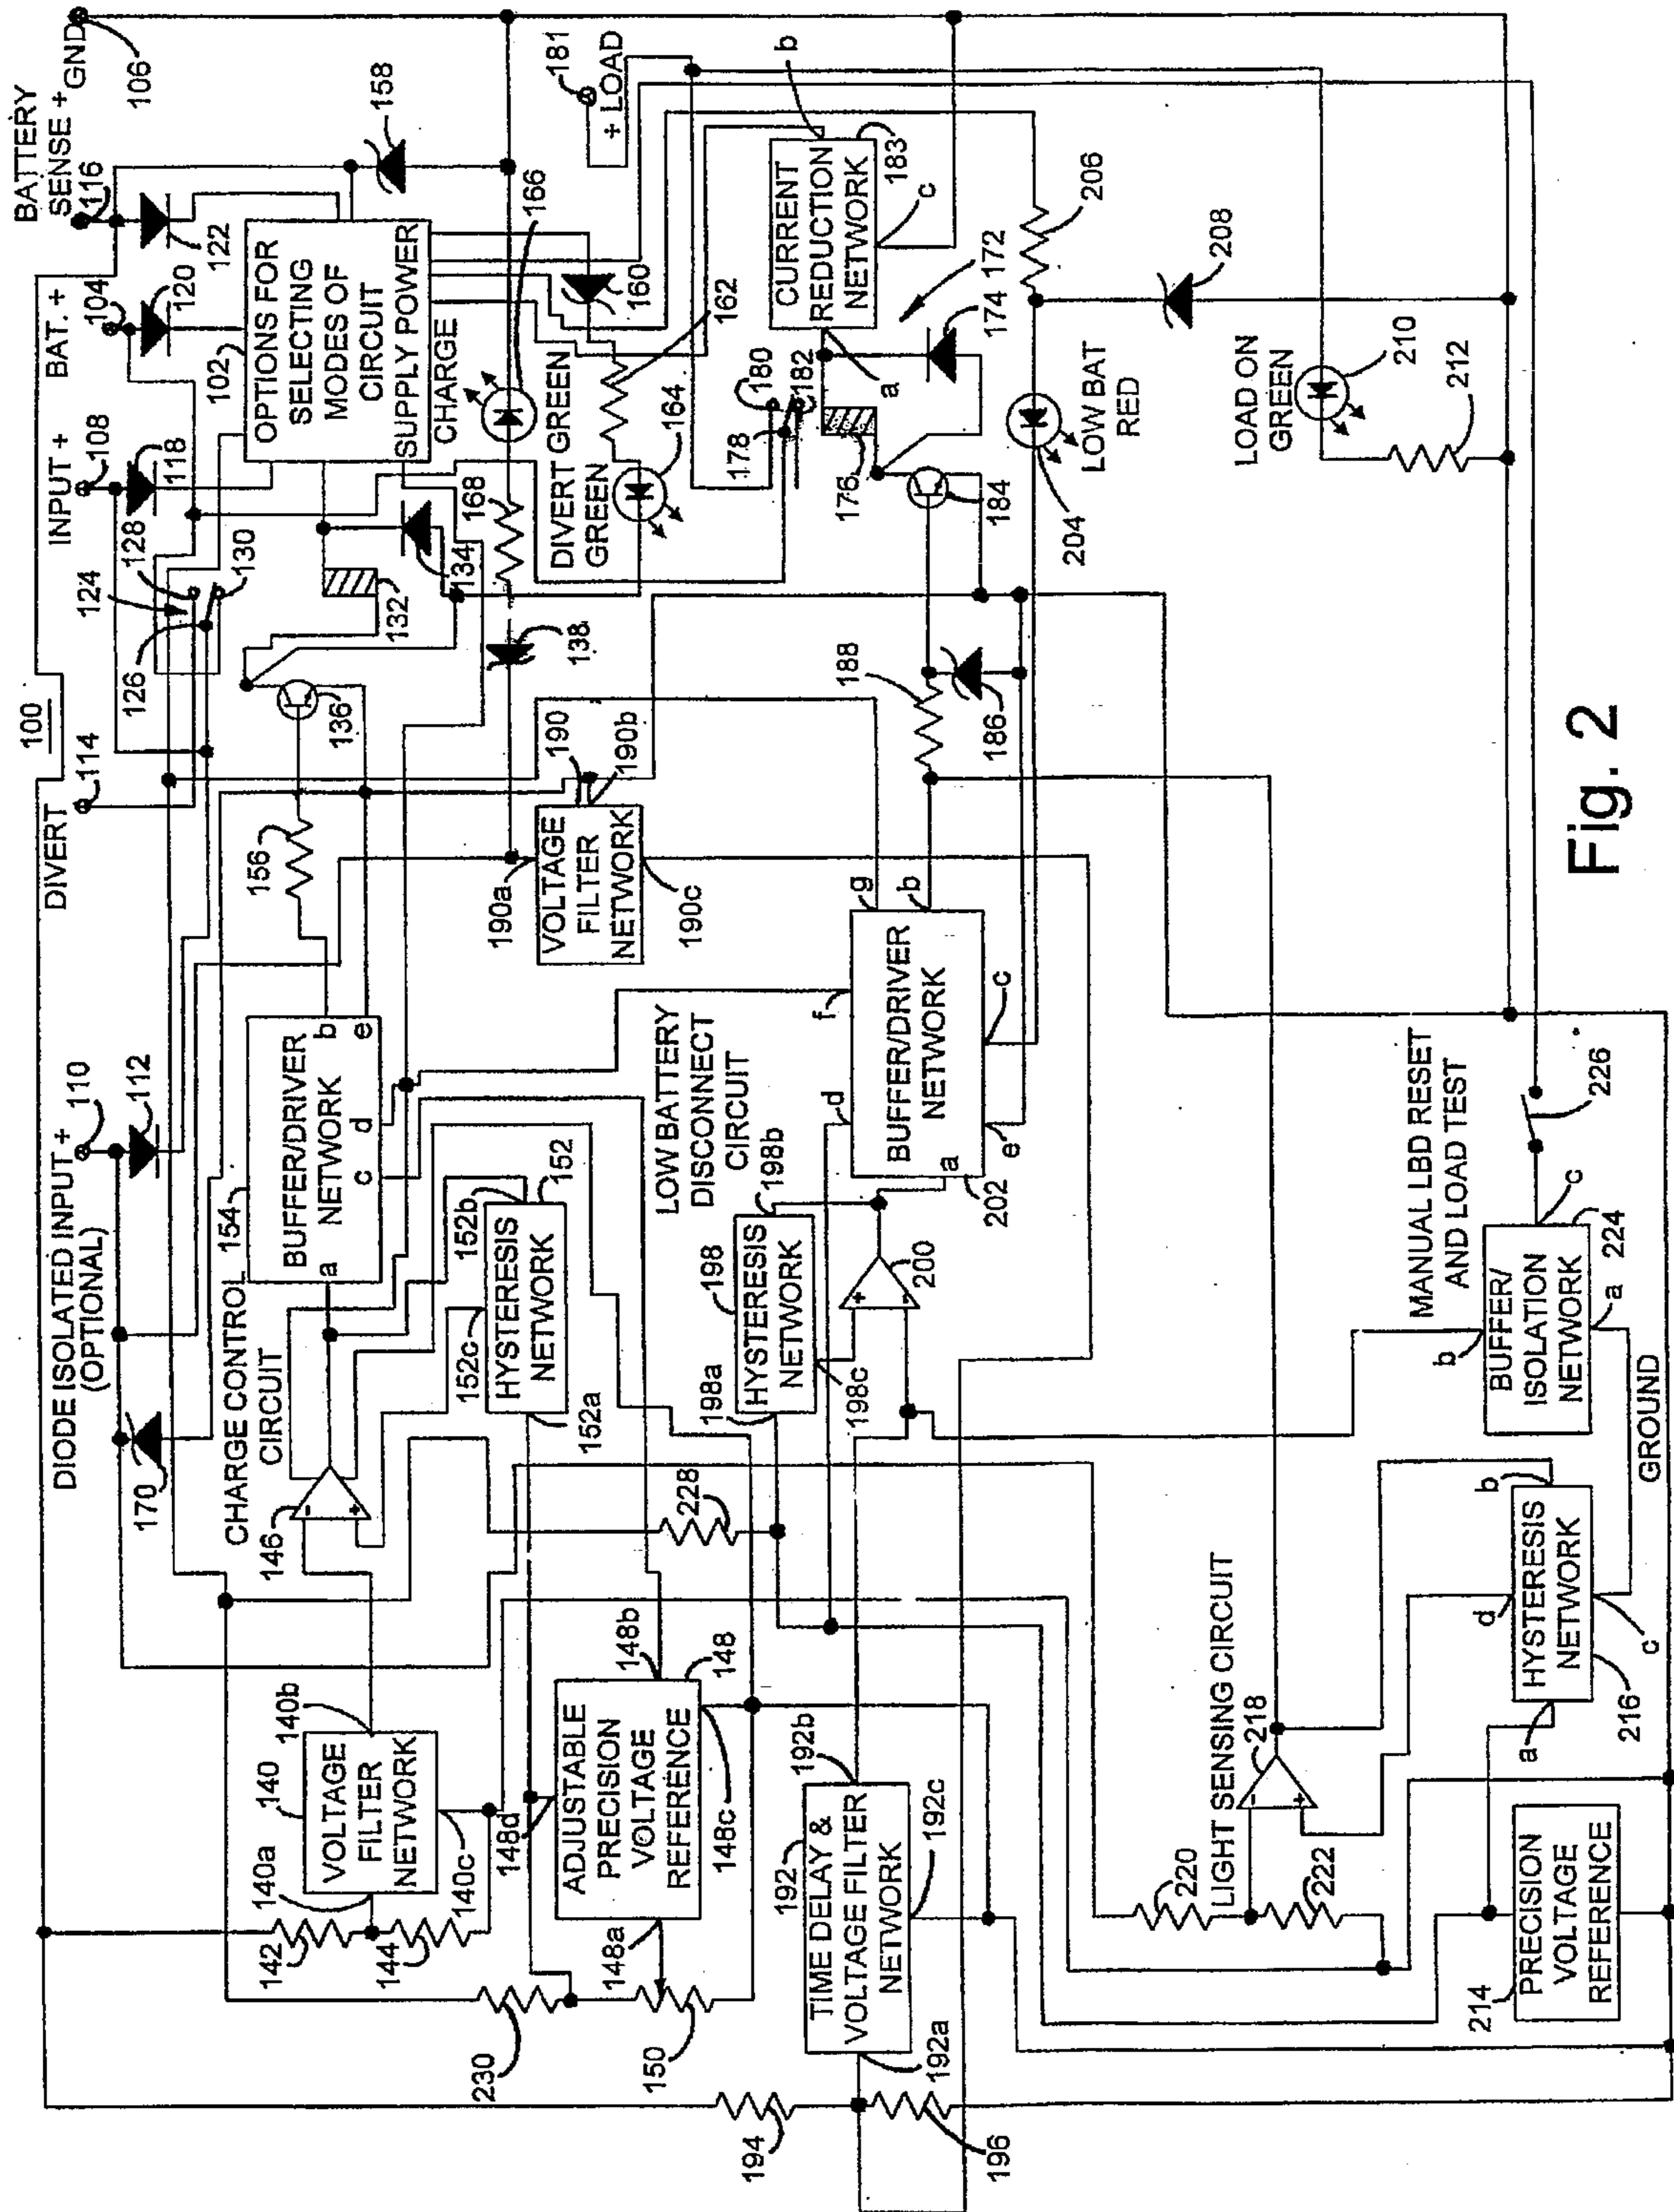 100
DIODE ISOLATED INPUT +
(OPTIONAL)
110
112
DIVERT
114
INPUT +
108
BAT. +
104
BATTERY
SENSE +
116
GND
106
118
120
122
124
126
128
130
102
OPTIONS FOR
SELECTING
MODES OF
CIRCUIT
SUPPLY POWER
158
132
134
136
156
CHARGE
GREEN
166
168
138
160
162
DIVERT
GREEN
164
170
CHARGE CONTROL
CIRCUIT
146
-
+
154
BUFFER/DRIVER
NETWORK
a
b
c
d
e
140
140a
140b
140c
VOLTAGE
FILTER
NETWORK
142
144
148
148a
148b
148c
148d
ADJUSTABLE
PRECISION
VOLTAGE
REFERENCE
150
230
152
152a
152b
152c
HYSTERESIS
NETWORK
190
190a
190b
190c
VOLTAGE
FILTER
NETWORK
181
+ LOAD
CURRENT
REDUCTION
NETWORK
183
a
b
c
172
174
176
178
180
182
184
186
188
LOW BATTERY
DISCONNECT
CIRCUIT
228
198
198a
198b
198c
HYSTERESIS
NETWORK
200
+
-
202
BUFFER/DRIVER
NETWORK
a
b
c
d
e
f
g
192
192a
192b
192c
TIME DELAY &
VOLTAGE FILTER
NETWORK
194
196
204
LOW BAT
RED
206
208
LOAD ON
GREEN
210
212
LIGHT SENSING CIRCUIT
218
-
+
220
222
214
PRECISION
VOLTAGE
REFERENCE
216
HYSTERESIS
NETWORK
a
b
c
d
MANUAL LBD RESET
AND LOAD TEST
BUFFER/
ISOLATION
NETWORK
224
a
b
c
226
GROUND
Fig. 2